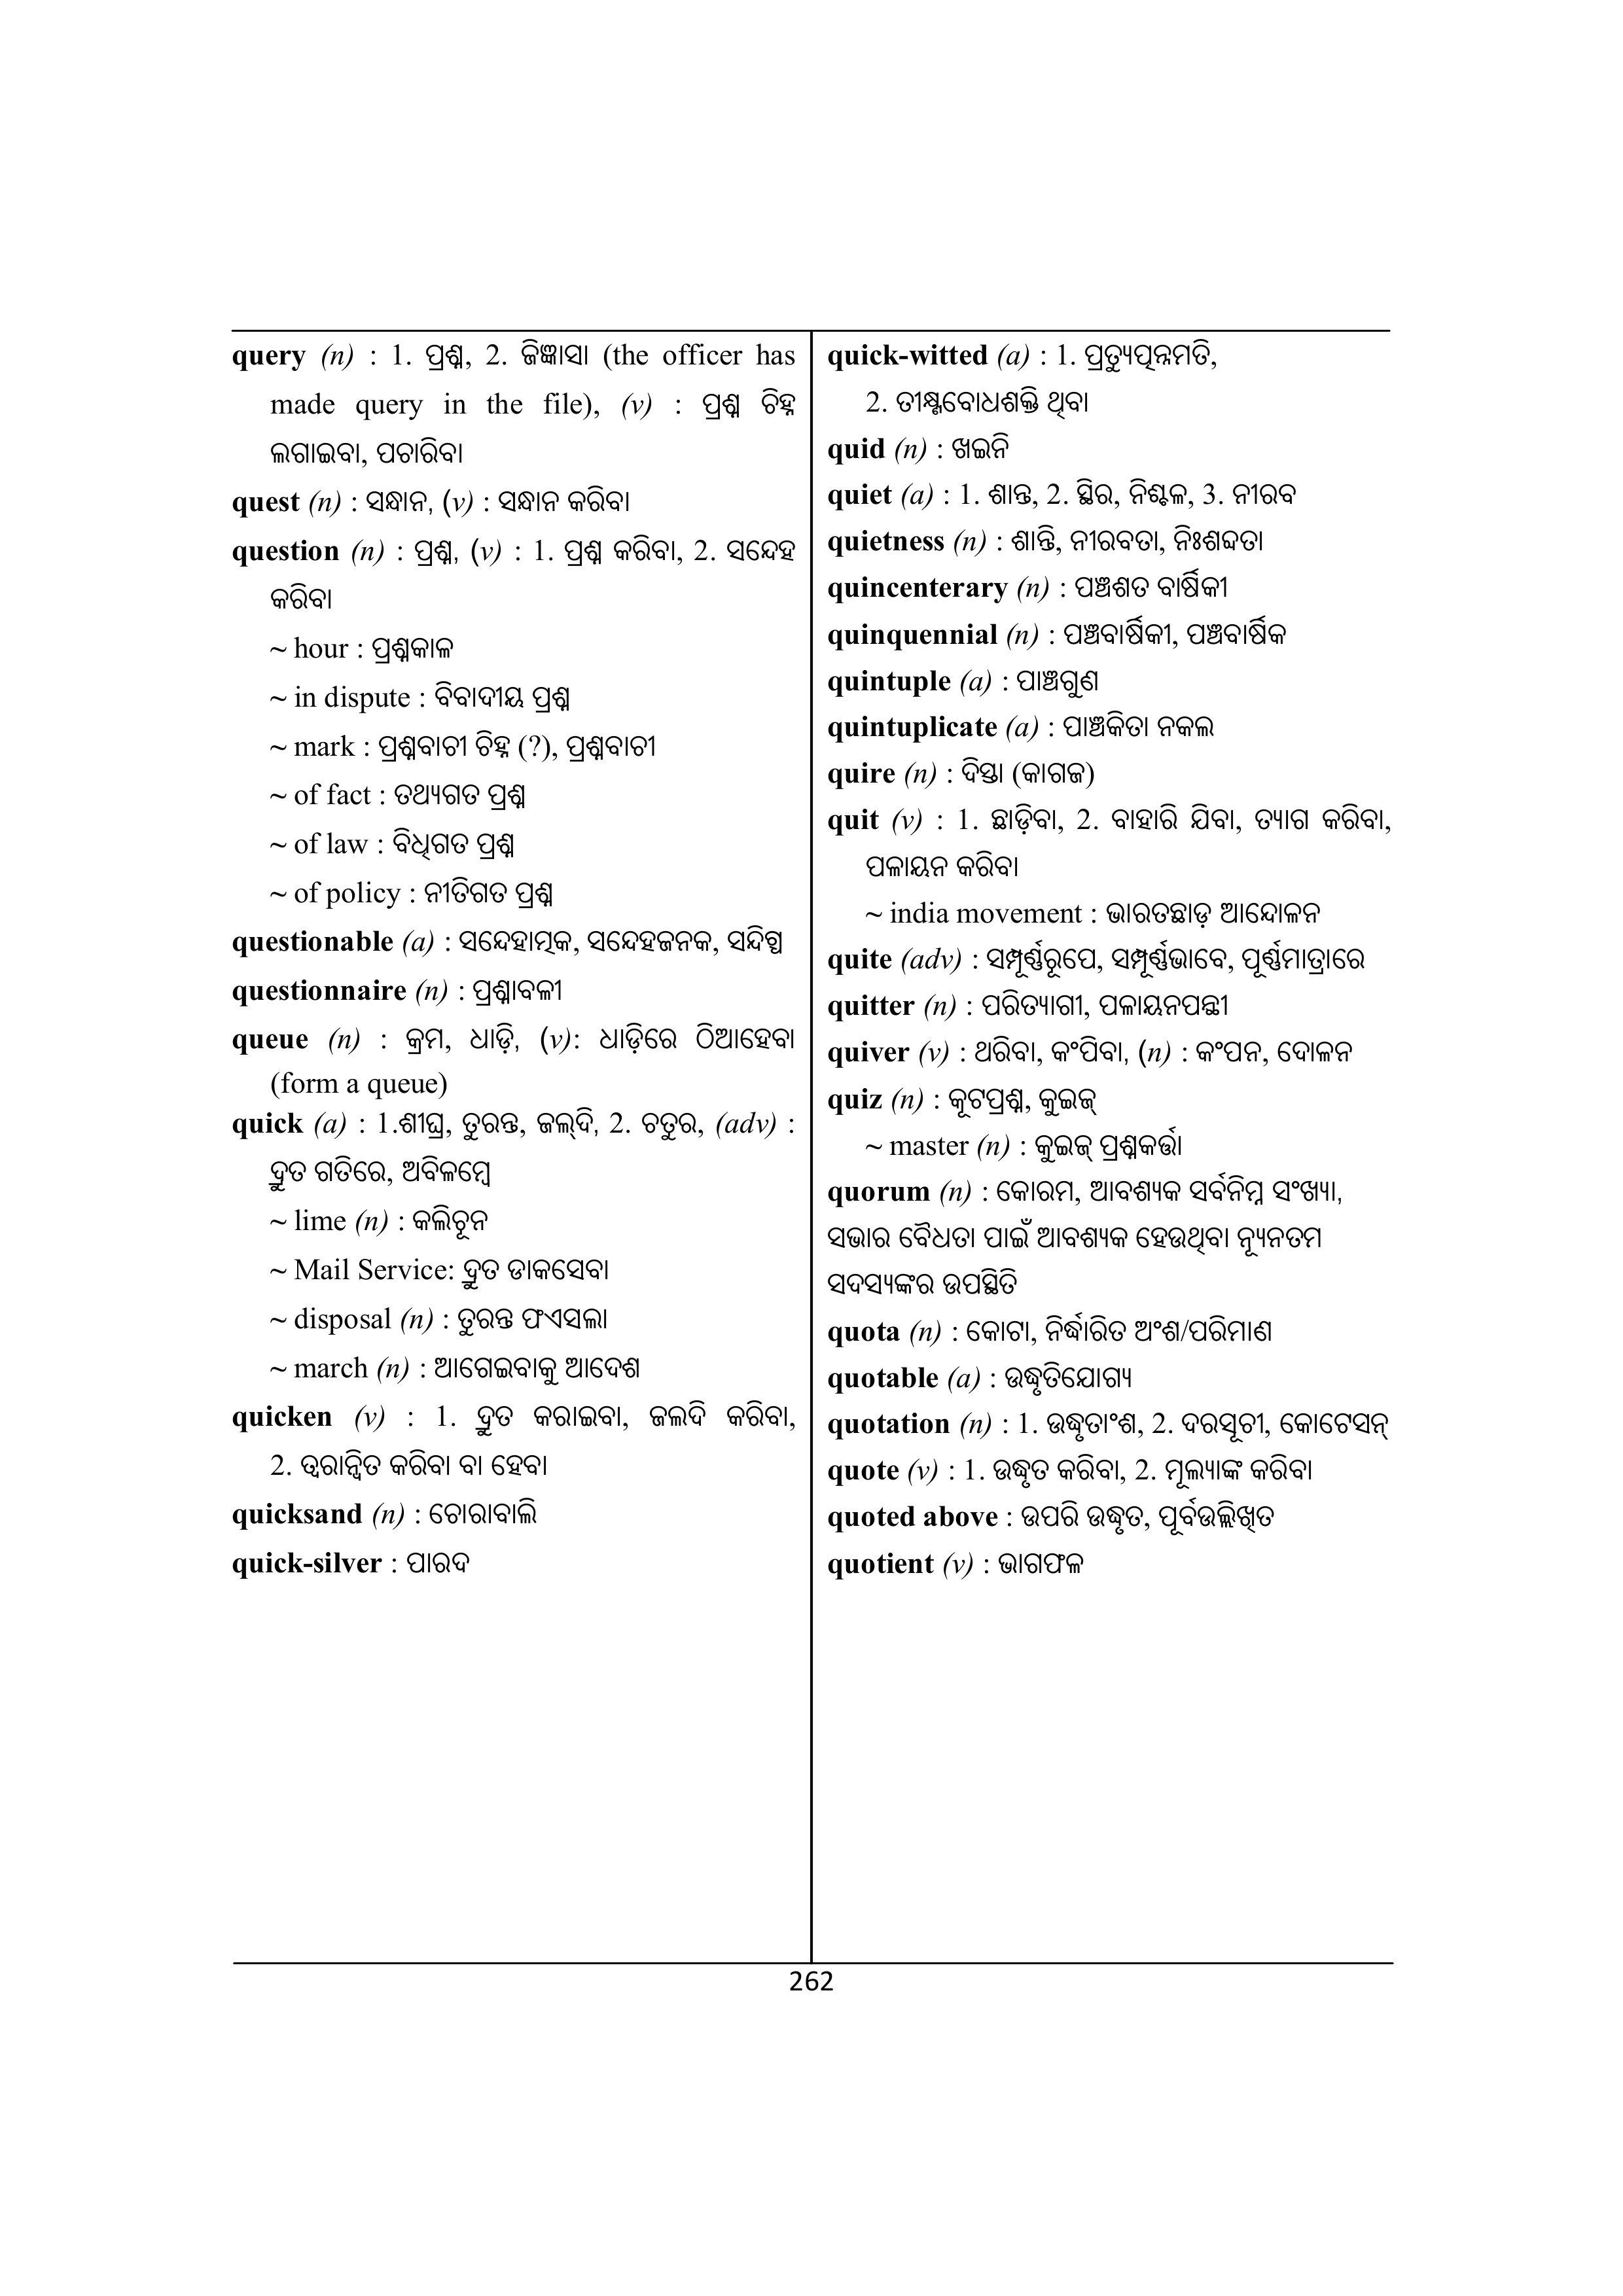 query (n) : 1. ପ୍ରଶ୍ନ, 2. ଜିଜ୍ଞାସା (the officer has
made query in the file), (v) : ପ୍ରଶ୍ନ ଚିହ୍ନ
ଲଗାଇବା, ପଚାରିବା
quest (n) : ସନ୍ଧାନ, (v) : ସନ୍ଧାନ କରିବା
question (n) : ପ୍ରଶ୍ନ, (v) : 1. ପ୍ରଶ୍ନ କରିବା, 2. ସନ୍ଦେହ
କରିବା
~ hour : ପ୍ରଶ୍ନକାଳ
~ in dispute : ବିବାଦୀୟ ପ୍ରଶ୍ନ
~ mark : ପ୍ରଶ୍ନବାଚୀ ଚିହ୍ନ (?), ପ୍ରଶ୍ନବାଚୀ
~ of fact : ତଥ୍ୟଗତ ପ୍ରଶ୍ନ
~ of law : ବିଧିଗତ ପ୍ରଶ୍ନ
~ of policy : ନୀତିଗତ ପ୍ରଶ୍ନ
questionable (a) : ସନ୍ଦେହାତ୍ମକ, ସନ୍ଦେହଜନକ, ସନ୍ଦିଗ୍ଧ
questionnaire (n) : ପ୍ରଶ୍ନାବଳୀ
queue (n) : କ୍ରମ, ଧାଡ଼ି, (v): ଧାଡ଼ିରେ ଠିଆହେବା
(form a queue)
quick (a) : 1.ଶୀଘ୍ର, ତୁରନ୍ତ, ଜଲ୍‌ଦି, 2. ଚତୁର, (adv) :
ଦ୍ରୁତ ଗତିରେ, ଅବିଳମ୍ବେ
~ lime (n) : କଲିଚୂନ
~ Mail Service: ଦ୍ରୁତ ଡାକସେବା
~ disposal (n) : ତୁରନ୍ତ ଫଏସଲା
~ march (n) : ଆଗେଇବାକୁ ଆଦେଶ
quicken (v) : 1. ଦ୍ରୁତ କରାଇବା, ଜଲଦି କରିବା,
2. ତ୍ୱରାନ୍ୱିତ କରିବା ବା ହେବା
quicksand (n) : ଚୋରାବାଲି
quick-silver : ପାରଦ
quick-witted (a) : 1. ପ୍ରତ୍ୟୁତ୍ପନ୍ନମତି,
2. ତୀକ୍ଷ୍ଣବୋଧଶକ୍ତି ଥିବା
quid (n) : ଖଇନି
quiet (a) : 1. ଶାନ୍ତ, 2. ସ୍ଥିର, ନିଶ୍ଚଳ, 3. ନୀରବ
quietness (n) : ଶାନ୍ତି, ନୀରବତା, ନିଃଶବ୍ଦତା
quincenterary (n) : ପଞ୍ଚଶତ ବାର୍ଷିକୀ
quinquennial (n) : ପଞ୍ଚବାର୍ଷିକୀ, ପଞ୍ଚବାର୍ଷିକ
quintuple (a) : ପାଞ୍ଚଗୁଣ
quintuplicate (a) : ପାଞ୍ଚକିତା ନକଲ
quire (n) : ଦିସ୍ତା (କାଗଜ)
quit (v) : 1. ଛାଡ଼ିବା, 2. ବାହାରି ଯିବା, ତ୍ୟାଗ କରିବା,
ପଳାୟନ କରିବା
~ india movement : ଭାରତଛାଡ଼ ଆନ୍ଦୋଳନ
quite (adv) : ସମ୍ପୂର୍ଣ୍ଣରୂପେ, ସମ୍ପୂର୍ଣ୍ଣଭାବେ, ପୂର୍ଣ୍ଣମାତ୍ରାରେ
quitter (n) : ପରିତ୍ୟାଗୀ, ପଳାୟନପନ୍ଥୀ
quiver (v) : ଥରିବା, କଂପିବା, (n) : କଂପନ, ଦୋଳନ
quiz (n) : କୂଟପ୍ରଶ୍ନ, କୁଇଜ୍
~ master (n) : କୁଇଜ୍ ପ୍ରଶ୍ନକର୍ତ୍ତା
quorum (n) : କୋରମ, ଆବଶ୍ୟକ ସର୍ବନିମ୍ନ ସଂଖ୍ୟା,
ସଭାର ବୈଧତା ପାଇଁ ଆବଶ୍ୟକ ହେଉଥିବା ନ୍ୟୂନତମ
ସଦସ୍ୟଙ୍କର ଉପସ୍ଥିତି
quota (n) : କୋଟା, ନିର୍ଦ୍ଧାରିତ ଅଂଶ/ପରିମାଣ
quotable (a) : ଉଦ୍ଧୃତିଯୋଗ୍ୟ
quotation (n) : 1. ଉଦ୍ଧୃତାଂଶ, 2. ଦରସୂଚୀ, କୋଟେସନ୍
quote (v) : 1. ଉଦ୍ଧୃତ କରିବା, 2. ମୂଲ୍ୟାଙ୍କ କରିବା
quoted above : ଉପରି ଉଦ୍ଧୃତ, ପୂର୍ବଉଲ୍ଲିଖିତ
quotient (v) : ଭାଗଫଳ
262